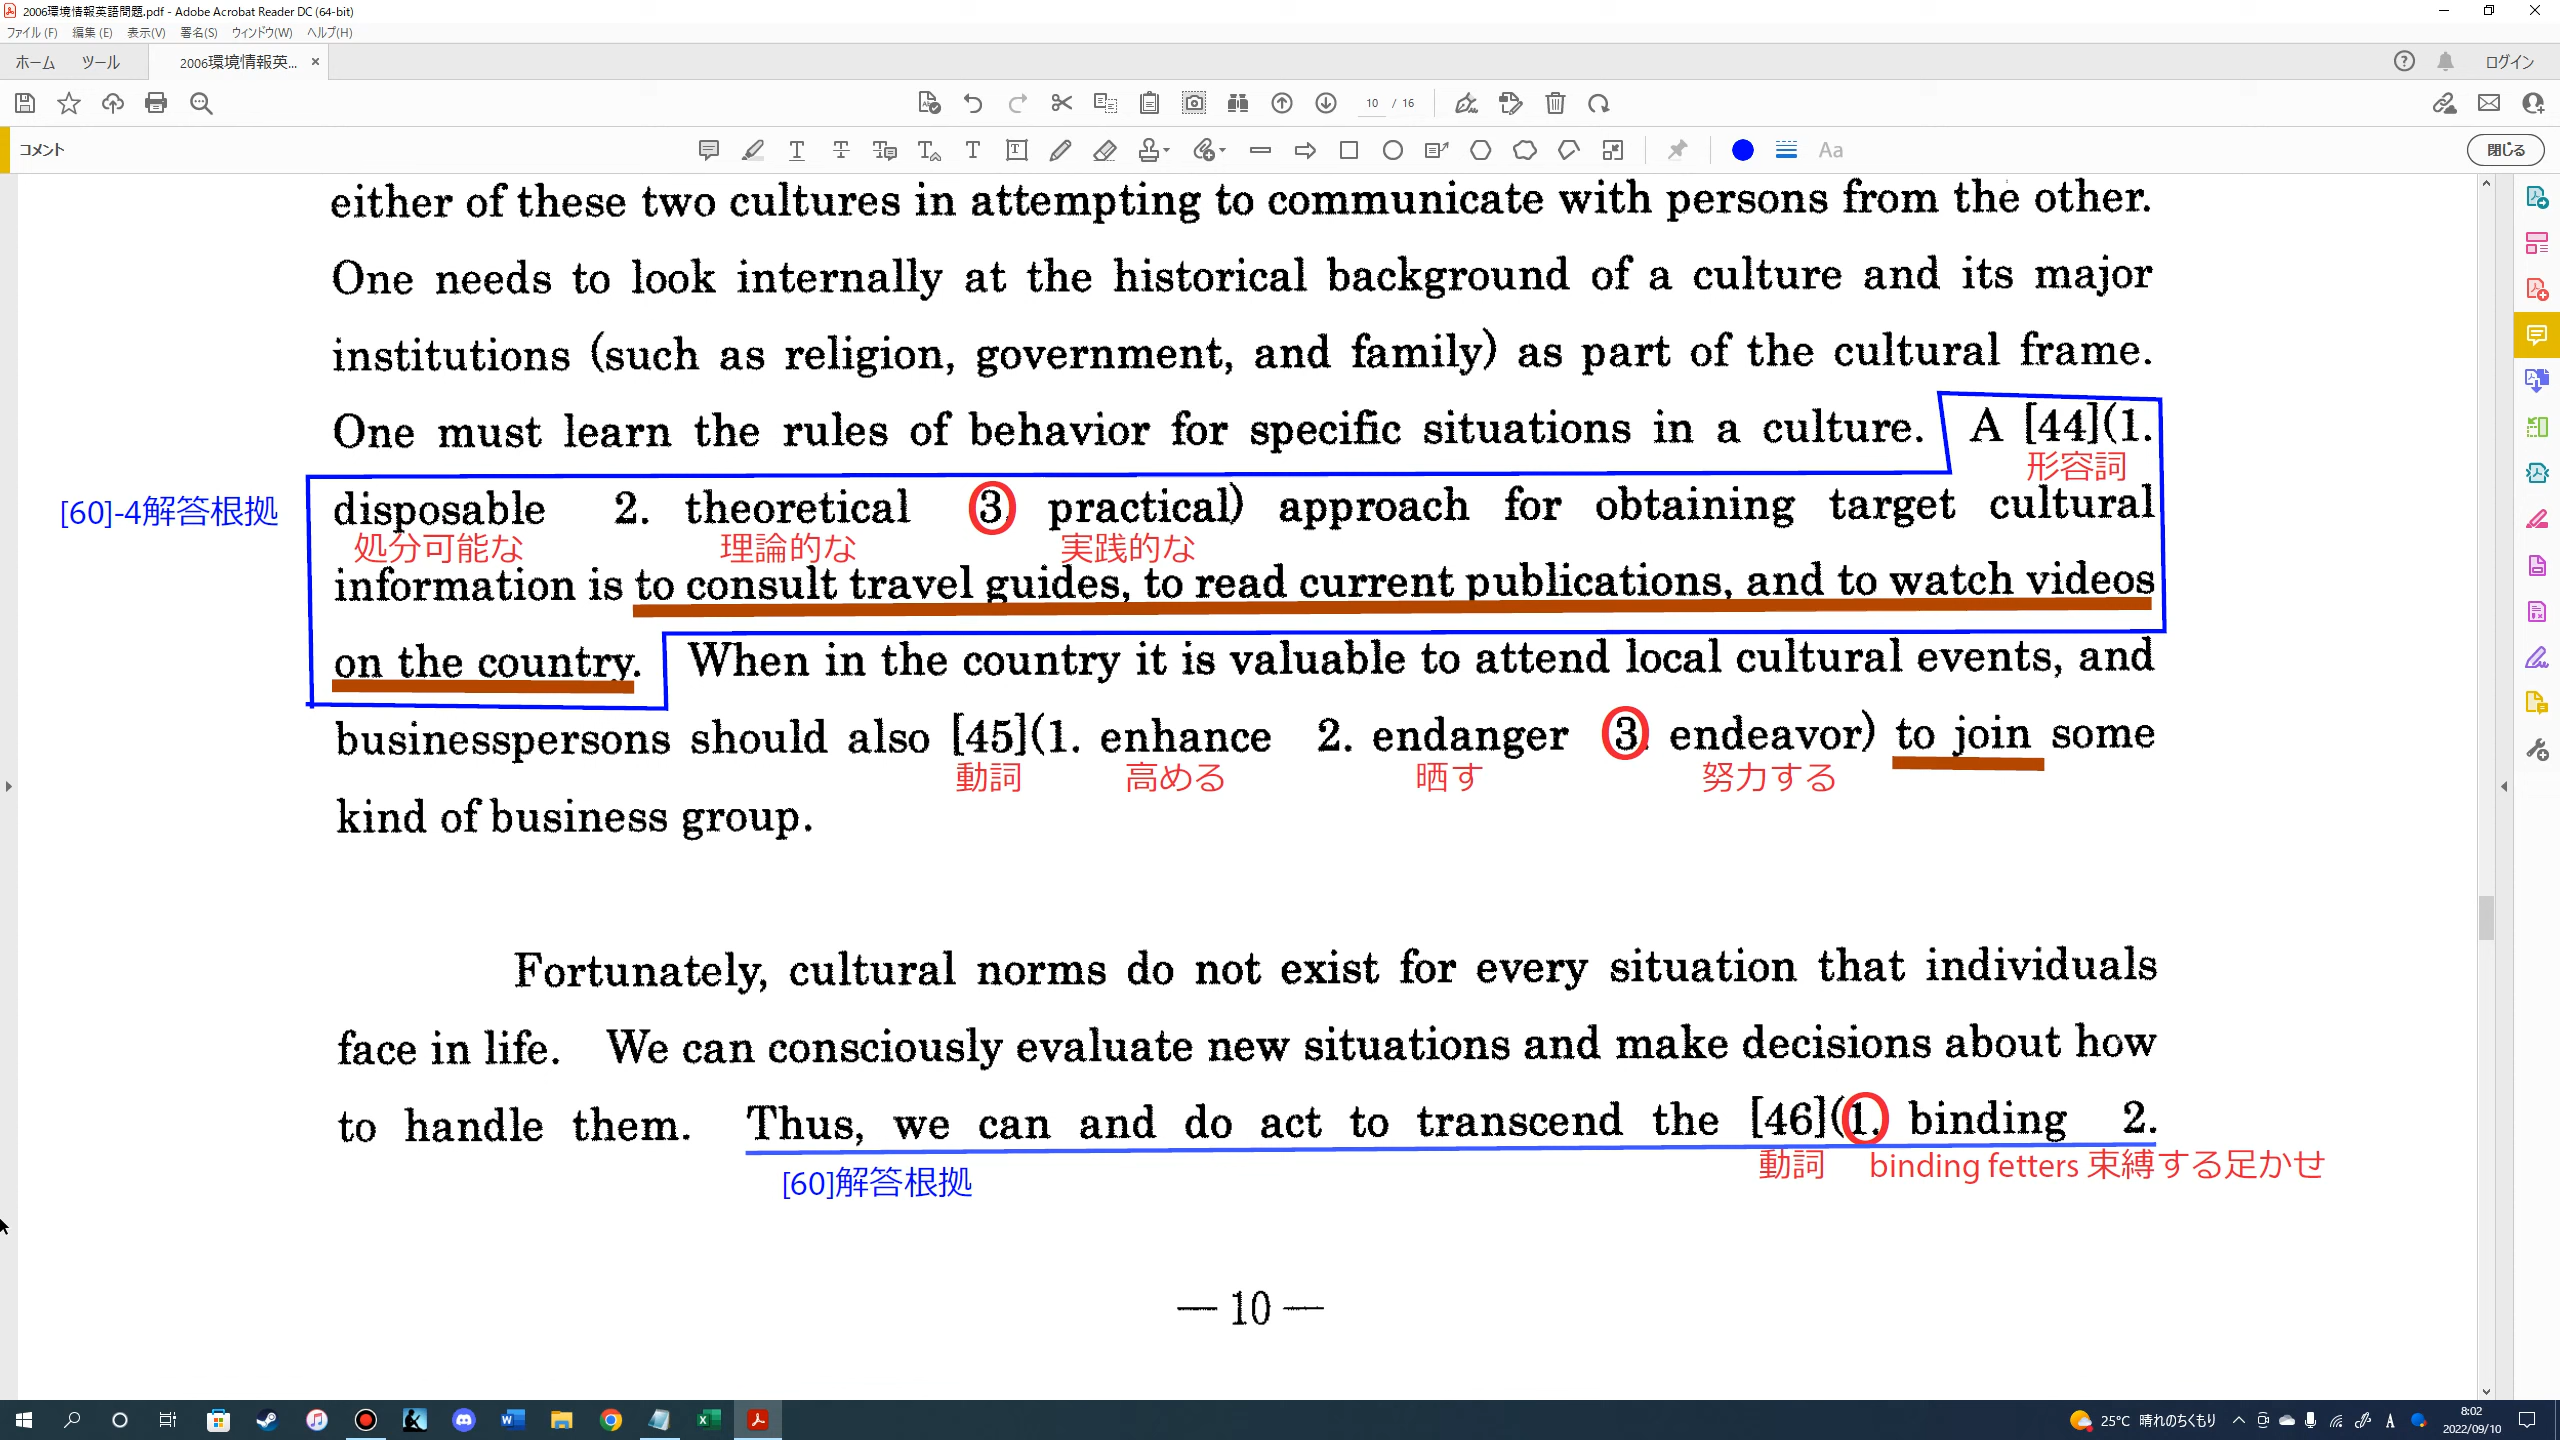 2006環境情報英語問題.pdf - Adobe Acrobat Reader DC (64-bit)
ファイル(F) 編集(E) 表示(V) 署名(S) ウィンドウ(W) ヘルプ(H)
ホーム ツール 2006環境情報英... × ログイン
10 / 16
コメント Aa 閉じる
either of these two cultures in attempting to communicate with persons from the other.
One needs to look internally at the historical background of a culture and its major
institutions (such as religion, government, and family) as part of the cultural frame.
One must learn the rules of behavior for specific situations in a culture. A [44](1.
形容詞
[60]-4解答根拠 disposable 2. theoretical 3. practical) approach for obtaining target cultural
処分可能な 理論的な 実践的な
information is to consult travel guides, to read current publications, and to watch videos
on the country. When in the country it is valuable to attend local cultural events, and
businesspersons should also [45](1. enhance 2. endanger 3. endeavor) to join some
動詞 高める 晒す 努力する
kind of business group.
Fortunately, cultural norms do not exist for every situation that individuals
face in life. We can consciously evaluate new situations and make decisions about how
to handle them. Thus, we can and do act to transcend the [46](1. binding 2.
動詞 binding fetters 束縛する足かせ
[60]解答根拠
— 10 —
25°C 晴れのちくもり A 8:02
2022/09/10